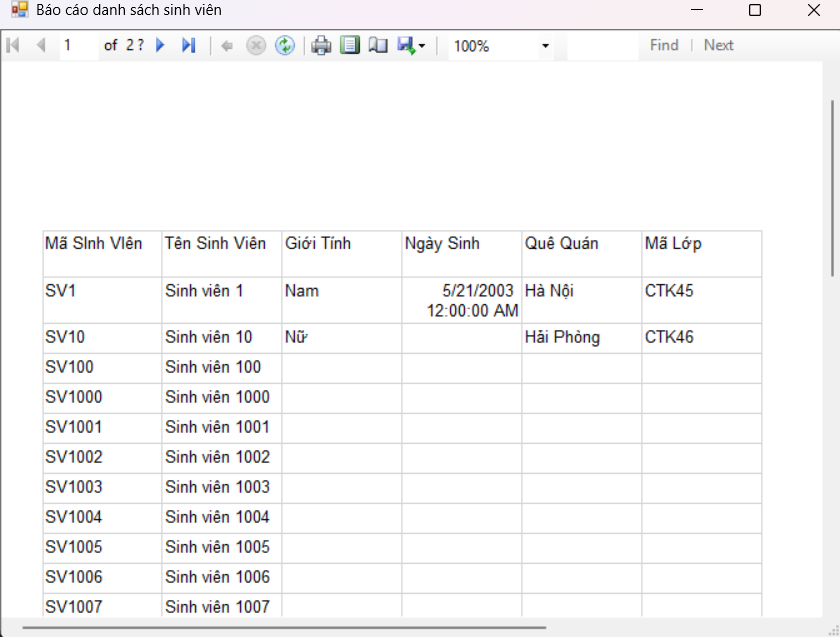 Báo cáo danh sách sinh viên
1 of 2 ? 100% Find | Next
Mã SInh VIên Tên Sinh Viên Giới Tính Ngày Sinh Quê Quán Mã Lớp
SV1 Sinh viên 1 Nam 5/21/2003 12:00:00 AM Hà Nội CTK45
SV10 Sinh viên 10 Nữ Hải Phòng CTK46
SV100 Sinh viên 100
SV1000 Sinh viên 1000
SV1001 Sinh viên 1001
SV1002 Sinh viên 1002
SV1003 Sinh viên 1003
SV1004 Sinh viên 1004
SV1005 Sinh viên 1005
SV1006 Sinh viên 1006
SV1007 Sinh viên 1007